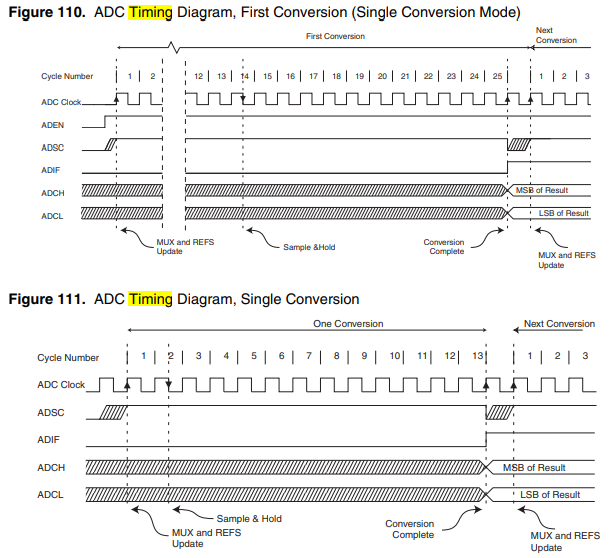 Figure 110. ADC Timing Diagram, First Conversion (Single Conversion Mode)
Next
Conversion
First Conversion
Cycle Number 1 2 12 13 14 15 16 17 18 19 20 21 22 23 24 25 1 2 3
ADC Clock
ADEN
ADSC
ADIF
ADCH MSB of Result
ADCL LSB of Result
MUX and REFS
Update
Sample &Hold
Conversion
Complete
MUX and REFS
Update
Figure 111. ADC Timing Diagram, Single Conversion
One Conversion Next Conversion
Cycle Number 1 2 3 4 5 6 7 8 9 10 11 12 13 1 2 3
ADC Clock
ADSC
ADIF
ADCH MSB of Result
ADCL LSB of Result
Sample & Hold
MUX and REFS
Update
Conversion
Complete
MUX and REFS
Update